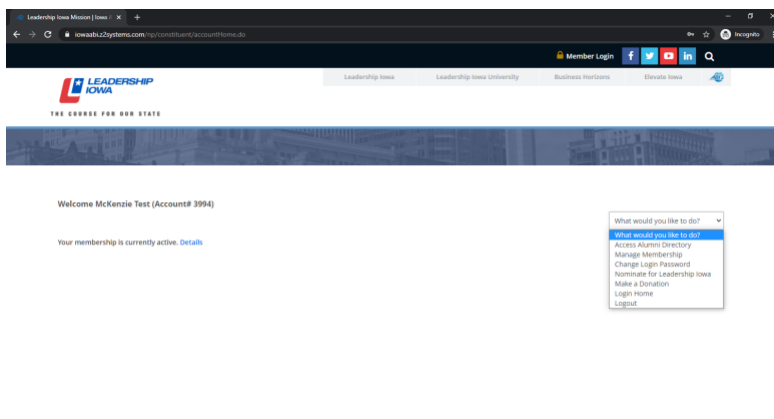 Leadership Iowa Mission | Iowa A
iowaabi.z2systems.com/np/constituent/accountHome.do
Incognito
Member Login
LEADERSHIP
IOWA
THE COURSE FOR OUR STATE
Leadership Iowa
Leadership Iowa University
Business Horizons
Elevate Iowa
Welcome McKenzie Test (Account# 3994)
Your membership is currently active. Details
What would you like to do?
What would you like to do?
Access Alumni Directory
Manage Membership
Change Login Password
Nominate for Leadership Iowa
Make a Donation
Login Home
Logout